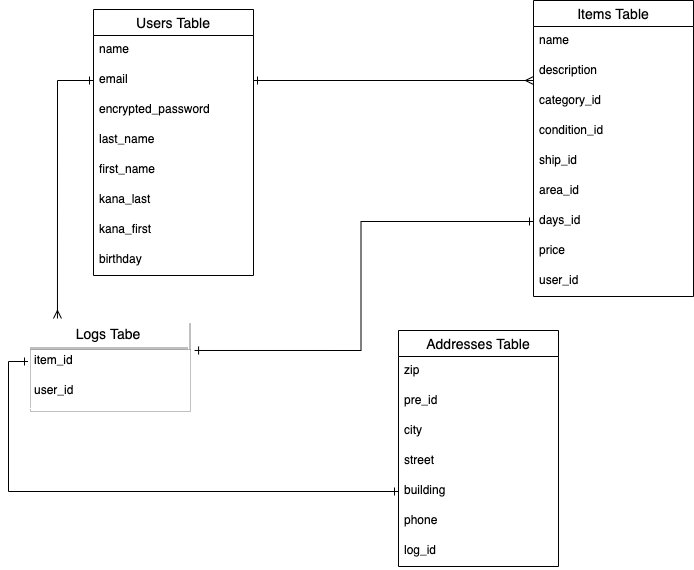 Users Table
name
email
encrypted_password
last_name
first_name
kana_last
kana_first
birthday
Items Table
name
description
category_id
condition_id
ship_id
area_id
days_id
price
user_id
Logs Tabe
item_id
user_id
Addresses Table
zip
pre_id
city
street
building
phone
log_id